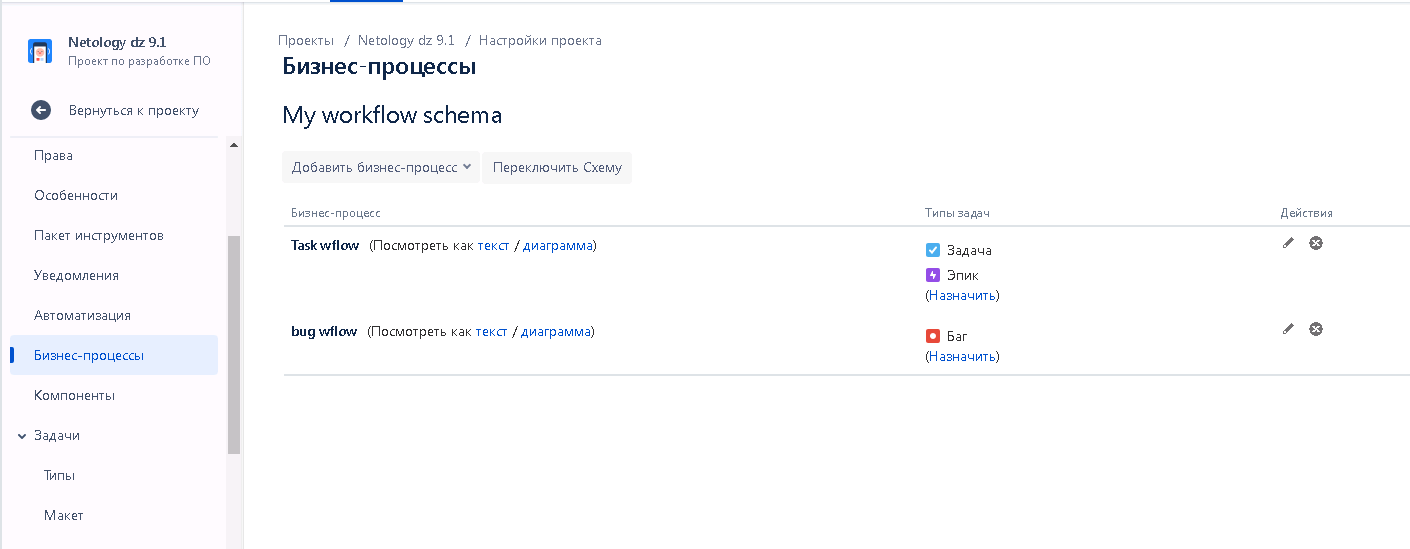 Netology dz 9.1
Проект по разработке ПО
Вернуться к проекту
Права
Особенности
Пакет инструментов
Уведомления
Автоматизация
Бизнес-процессы
Компоненты
Задачи
Типы
Макет
Проекты / Netology dz 9.1 / Настройки проекта
Бизнес-процессы
My workflow schema
Добавить бизнес-процесс Переключить Схему
Бизнес-процесс Типы задач Действия
Task wflow (Посмотреть как текст / диаграмма) Задача
Эпик
(Назначить)
bug wflow (Посмотреть как текст / диаграмма) Баг
(Назначить)